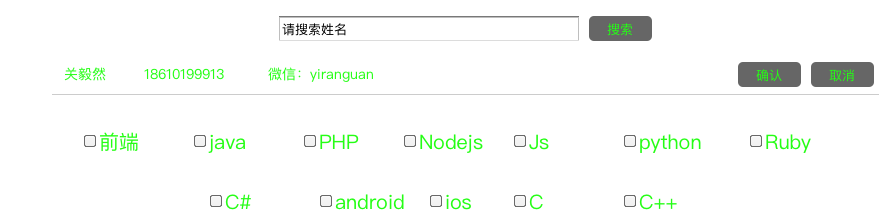 请搜索姓名 搜索
关毅然 18610199913 微信：yiranguan 确认 取消
前端 java PHP Nodejs Js python Ruby
C# android ios C C++